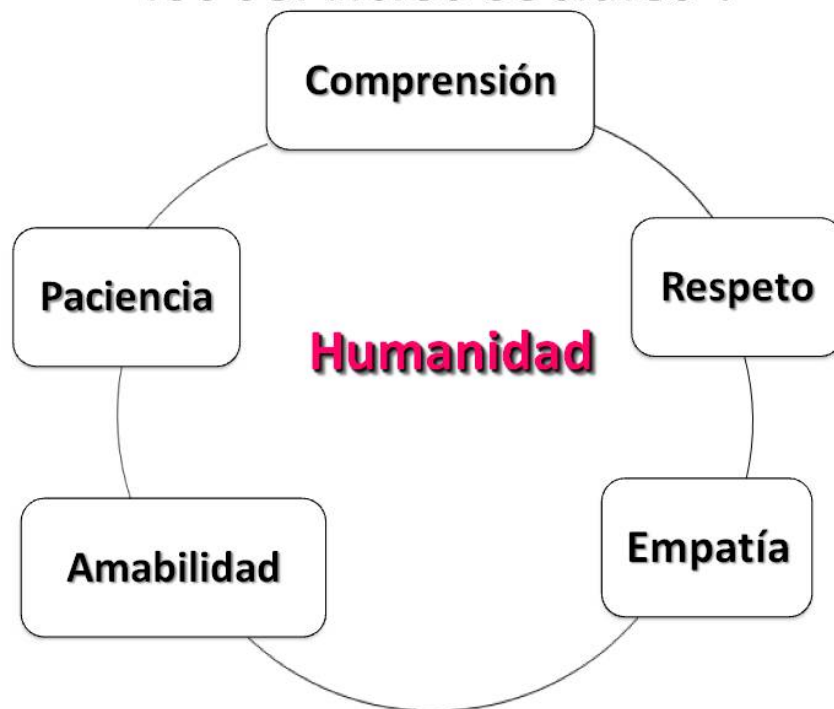 Comprensión
Respeto
Empatía
Amabilidad
Paciencia
Humanidad